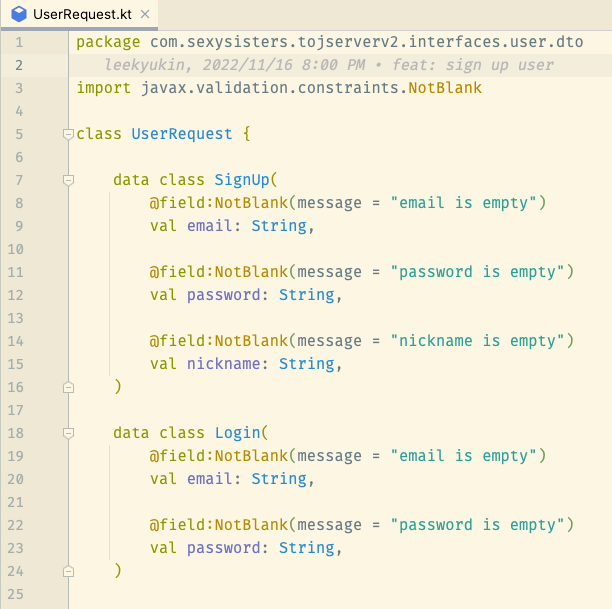 UserRequest.kt ×
1 package com.sexysisters.tojserverv2.interfaces.user.dto
2 leekyukin, 2022/11/16 8:00 PM • feat: sign up user
3 import javax.validation.constraints.NotBlank
4
5 class UserRequest {
6
7 data class SignUp(
8 @field:NotBlank(message = "email is empty")
9 val email: String,
10
11 @field:NotBlank(message = "password is empty")
12 val password: String,
13
14 @field:NotBlank(message = "nickname is empty")
15 val nickname: String,
16 )
17
18 data class Login(
19 @field:NotBlank(message = "email is empty")
20 val email: String,
21
22 @field:NotBlank(message = "password is empty")
23 val password: String,
24 )
25